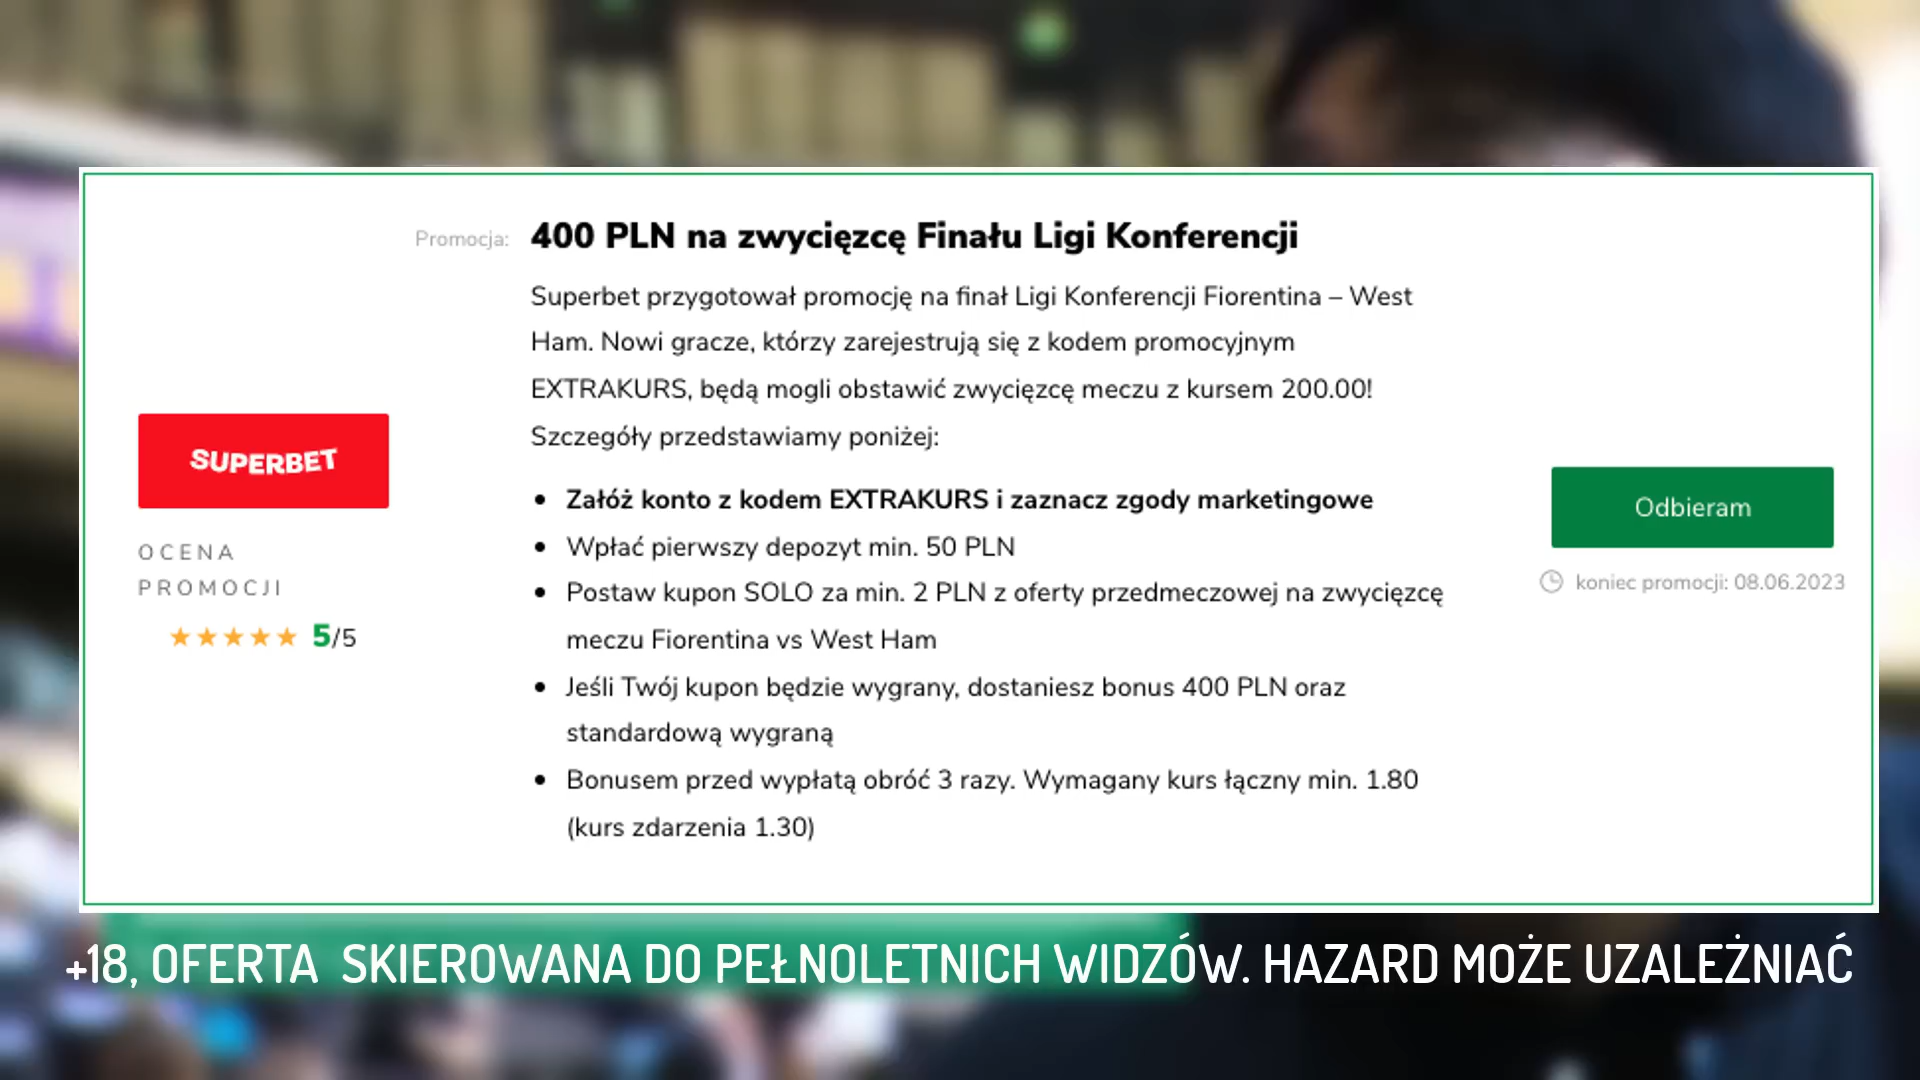 Promocja: 400 PLN na zwycięzcę Finału Ligi Konferencji
Superbet przygotował promocję na finał Ligi Konferencji Fiorentina – West
Ham. Nowi gracze, którzy zarejestrują się z kodem promocyjnym
EXTRAKURS, będą mogli obstawić zwycięzcę meczu z kursem 200.00!
Szczegóły przedstawiamy poniżej:
SUPERBET
OCENA
PROMOCJI
5/5
• Załóż konto z kodem EXTRAKURS i zaznacz zgody marketingowe
• Wpłać pierwszy depozyt min. 50 PLN
• Postaw kupon SOLO za min. 2 PLN z oferty przedmeczowej na zwycięzcę
meczu Fiorentina vs West Ham
• Jeśli Twój kupon będzie wygrany, dostaniesz bonus 400 PLN oraz
standardową wygraną
• Bonusem przed wypłatą obróć 3 razy. Wymagany kurs łączny min. 1.80
(kurs zdarzenia 1.30)
Odbieram
koniec promocji: 08.06.2023
+18, OFERTA SKIEROWANA DO PEŁNOLETNICH WIDZÓW. HAZARD MOŻE UZALEŻNIAĆ